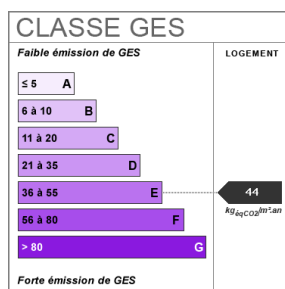 CLASSE GES
Faible émission de GES
LOGEMENT
≤ 5 A
6 à 10 B
11 à 20 C
21 à 35 D
36 à 55 E
44
kgéqCO2/m².an
56 à 80 F
> 80 G
Forte émission de GES